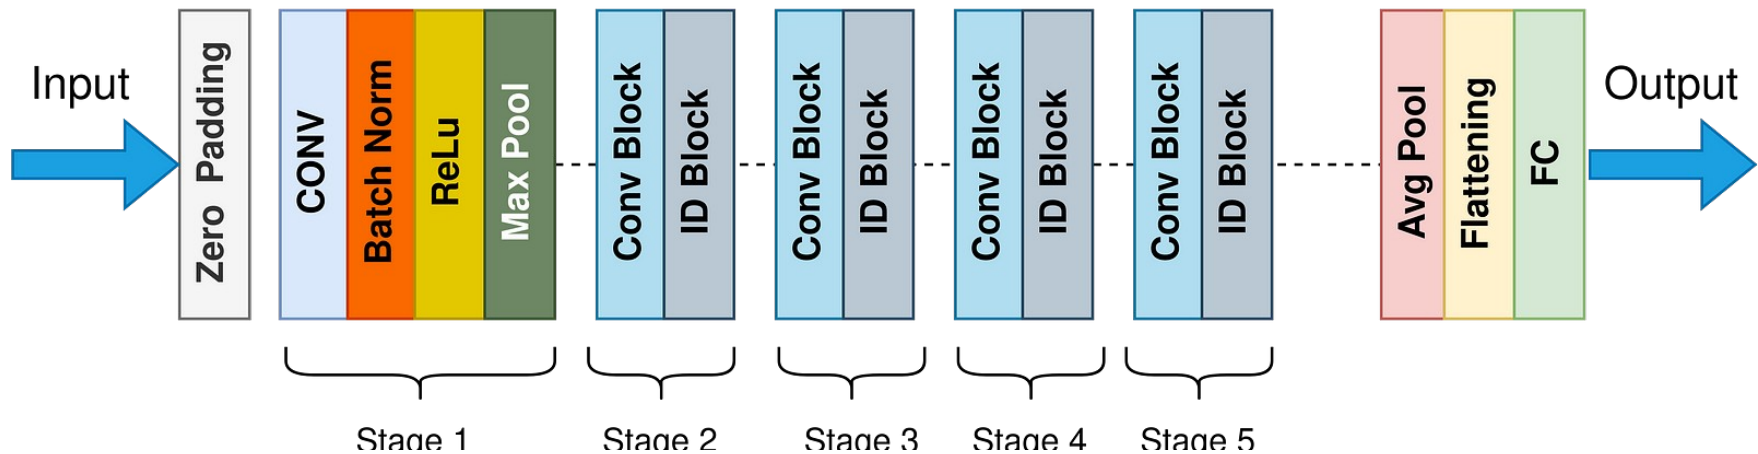 Input
Zero Padding
CONV
Batch Norm
ReLu
Max Pool
Conv Block
ID Block
Conv Block
ID Block
Conv Block
ID Block
Conv Block
ID Block
Avg Pool
Flattening
FC
Output
Stage 1
Stage 2
Stage 3
Stage 4
Stage 5